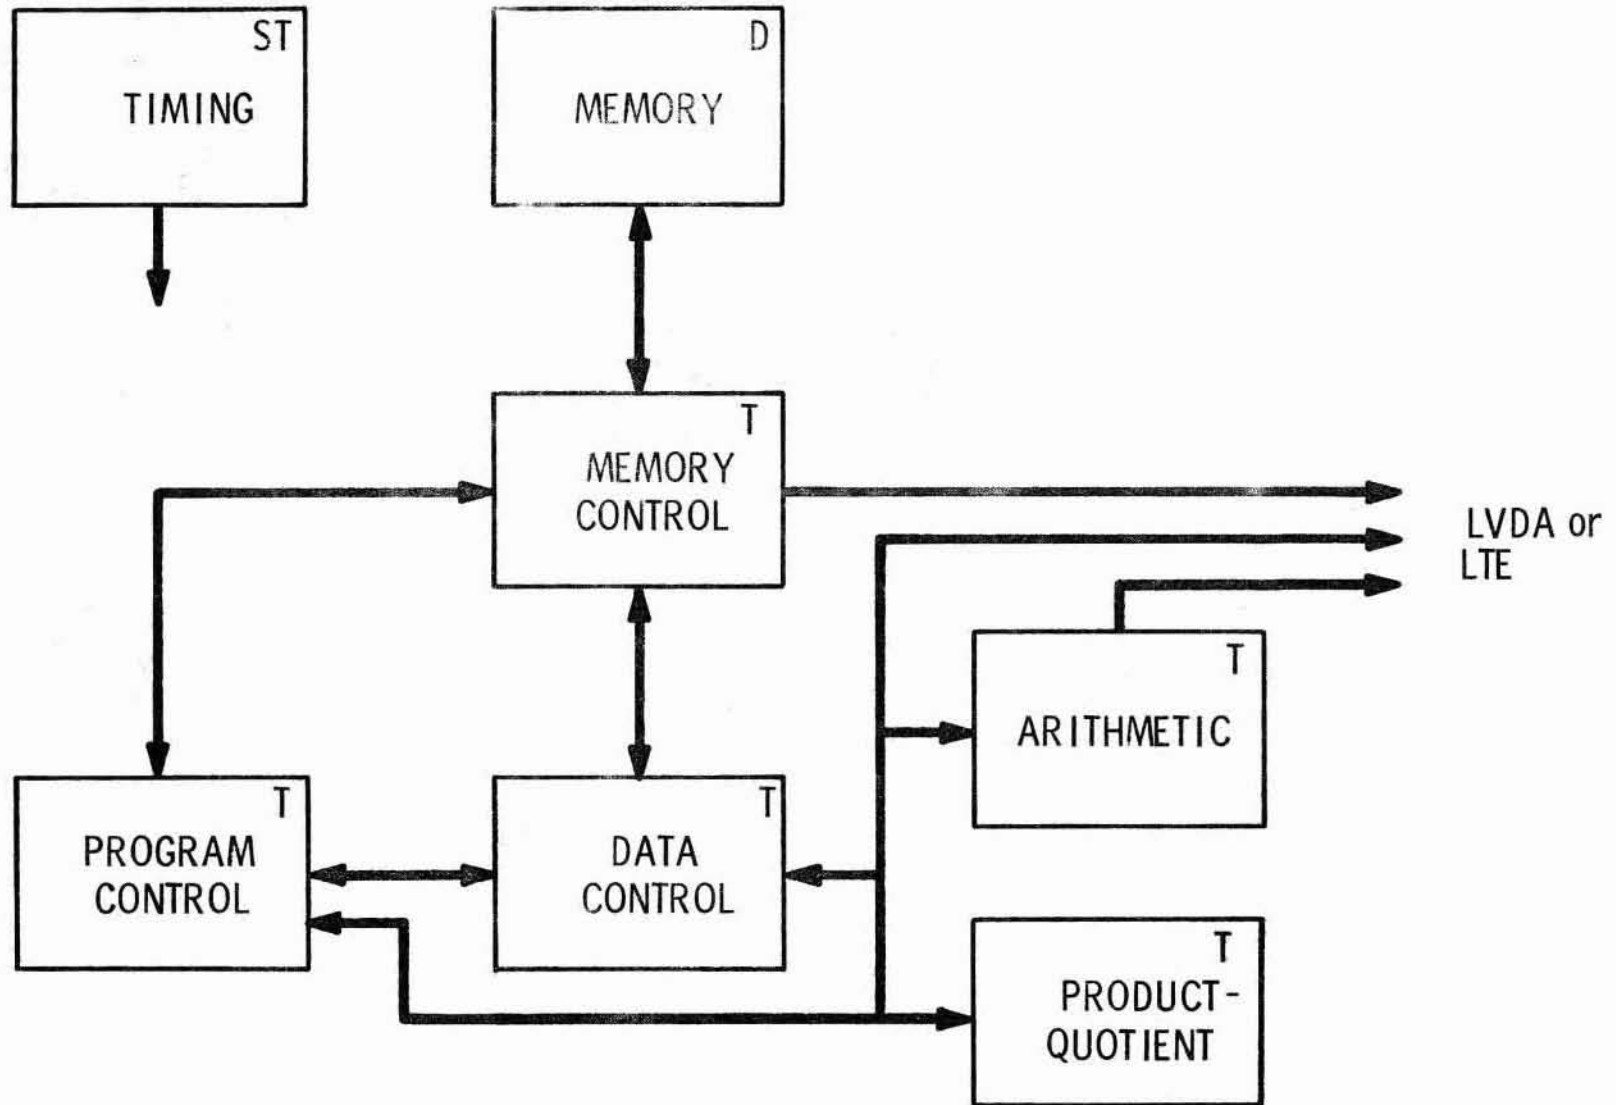 ST
TIMING
D
MEMORY
T
MEMORY
CONTROL
LVDA or
LTE
T
ARITHMETIC
T
PROGRAM
CONTROL
T
DATA
CONTROL
T
PRODUCT-
QUOTIENT